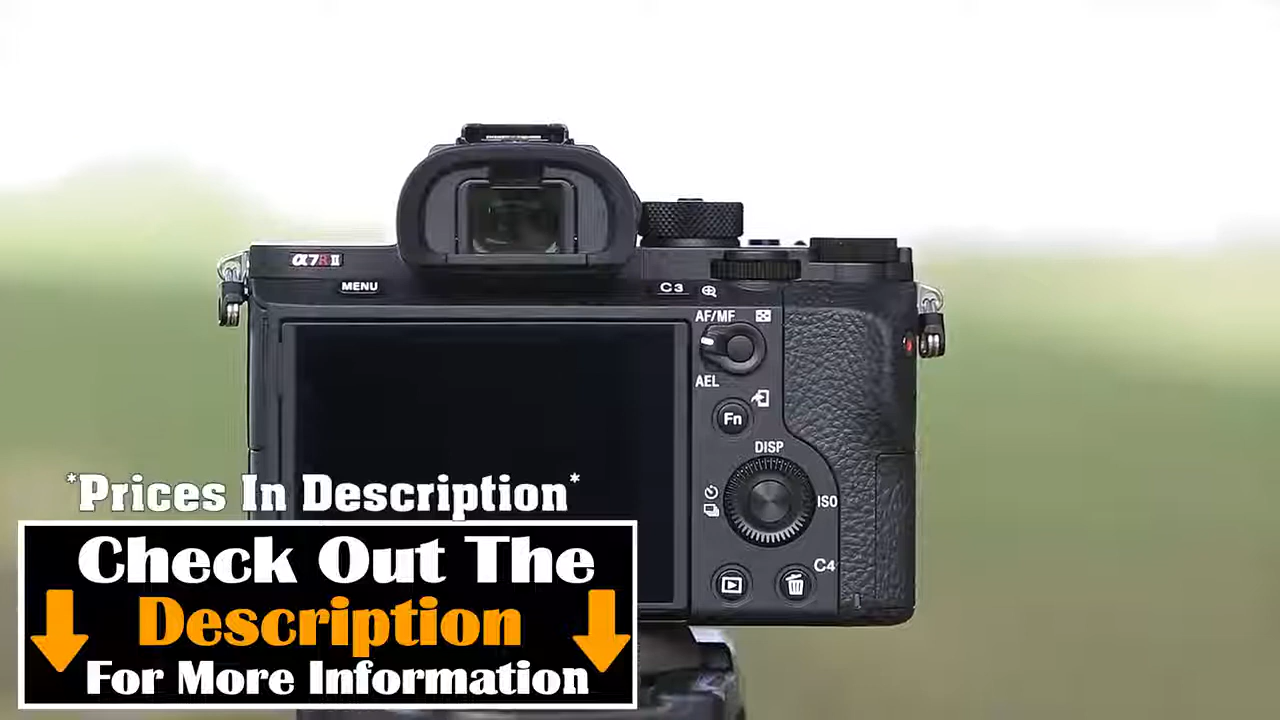 α7RII
MENU
C3
AF/MF
AEL
Fn
DISP
ISO
C4
*Prices In Description*
Check Out The
Description
For More Information